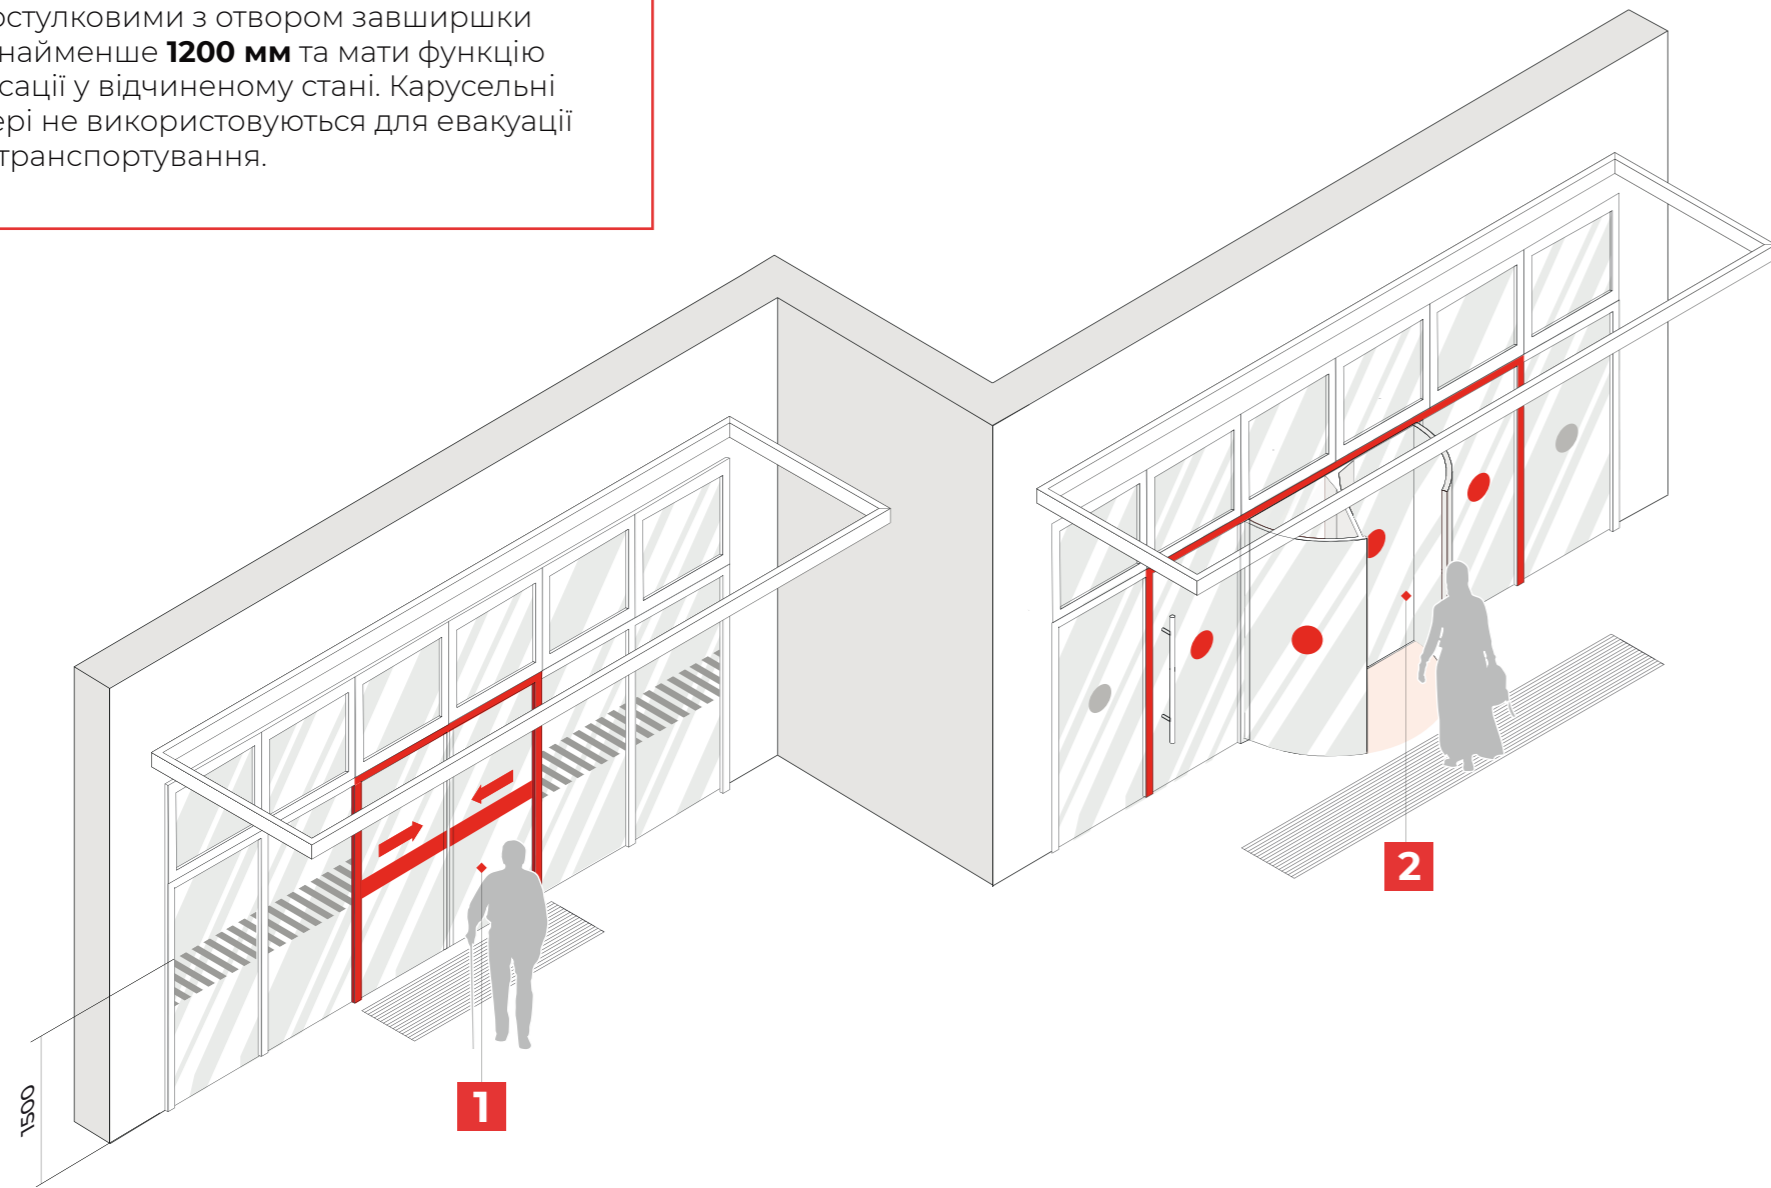 остулковими з отвором завширшки
найменше 1200 мм та мати функцію
сації у відчиненому стані. Карусельні
ері не використовуються для евакуації
транспортування.
2
1
1500